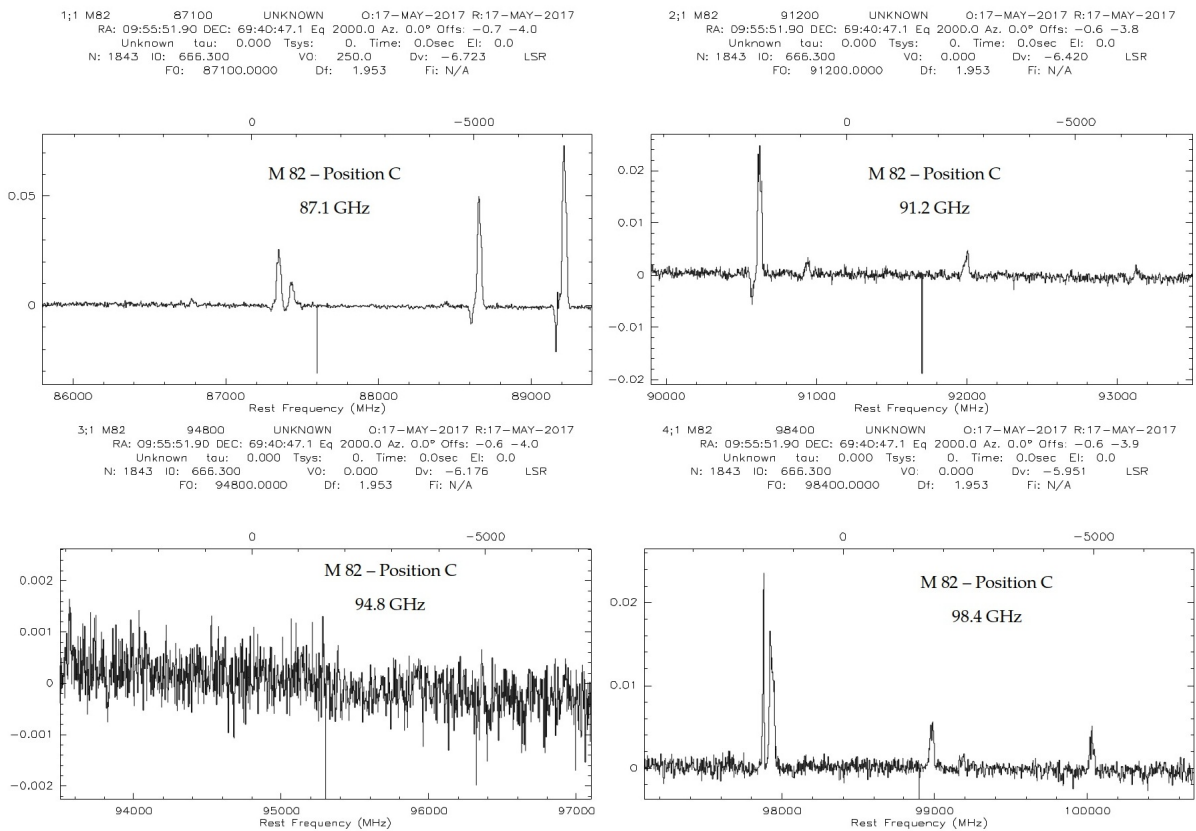 1;1 M82 87100 UNKNOWN O:17-MAY-2017 R:17-MAY-2017
RA: 09:55:51.90 DEC: 69:40:47.1 Eq 2000.0 Az. 0.0° Offs: -0.7 -4.0
Unknown tau: 0.000 Tsys: 0. Time: 0.0sec El: 0.0
N: 1843 I0: 666.300 V0: 250.0 Dv: -6.723 LSR
F0: 87100.0000 Df: 1.953 Fi: N/A
0 -5000
M 82 – Position C
87.1 GHz
0.05
0
86000 87000 88000 89000
Rest Frequency (MHz)
2;1 M82 91200 UNKNOWN O:17-MAY-2017 R:17-MAY-2017
RA: 09:55:51.90 DEC: 69:40:47.1 Eq 2000.0 Az. 0.0° Offs: -0.6 -3.8
Unknown tau: 0.000 Tsys: 0. Time: 0.0sec El: 0.0
N: 1843 I0: 666.300 V0: 0.000 Dv: -6.420 LSR
F0: 91200.0000 Df: 1.953 Fi: N/A
0 -5000
M 82 – Position C
91.2 GHz
0.02
0.01
0
-0.01
-0.02
90000 91000 92000 93000
Rest Frequency (MHz)
3;1 M82 94800 UNKNOWN O:17-MAY-2017 R:17-MAY-2017
RA: 09:55:51.90 DEC: 69:40:47.1 Eq 2000.0 Az. 0.0° Offs: -0.6 -4.0
Unknown tau: 0.000 Tsys: 0. Time: 0.0sec El: 0.0
N: 1843 I0: 666.300 V0: 0.000 Dv: -6.176 LSR
F0: 94800.0000 Df: 1.953 Fi: N/A
0 -5000
M 82 – Position C
94.8 GHz
0.002
0.001
0
-0.001
-0.002
94000 95000 96000 97000
Rest Frequency (MHz)
4;1 M82 98400 UNKNOWN O:17-MAY-2017 R:17-MAY-2017
RA: 09:55:51.90 DEC: 69:40:47.1 Eq 2000.0 Az. 0.0° Offs: -0.6 -3.9
Unknown tau: 0.000 Tsys: 0. Time: 0.0sec El: 0.0
N: 1843 I0: 666.300 V0: 0.000 Dv: -5.951 LSR
F0: 98400.0000 Df: 1.953 Fi: N/A
0 -5000
M 82 – Position C
98.4 GHz
0.02
0.01
0
98000 99000 100000
Rest Frequency (MHz)